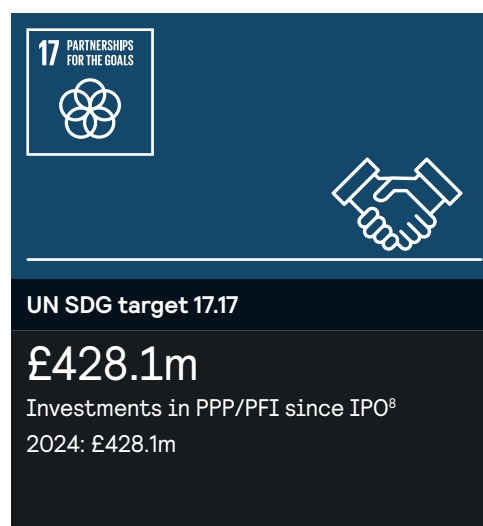 17 PARTNERSHIPS
FOR THE GOALS
UN SDG target 17.17
£428.1m
Investments in PPP/PFI since IPO⁸
2024: £428.1m